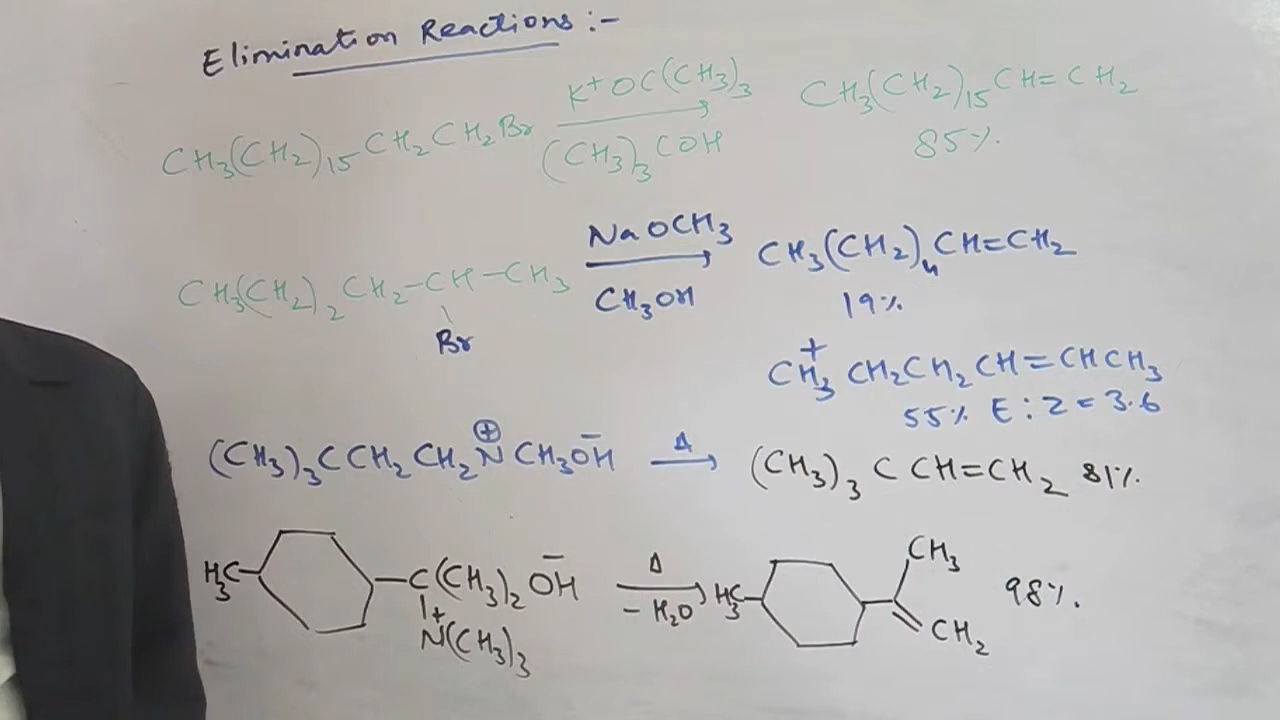 Elimination Reactions :-
K⁺OC(CH₃)₃
CH₃(CH₂)₁₅CH₂CH₂Br → CH₃(CH₂)₁₅CH=CH₂
(CH₃)₃COH
85%.
NaOCH₃
CH₃(CH₂)₂CH₂-CH-CH₃ → CH₃(CH₂)₄CH=CH₂
Br
CH₃OH
19%
+
CH₃CH₂CH₂CH=CHCH₃
55% E:Z = 3.6
(CH₃)₃CCH₂CH₂N⊕CH₃OH⁻ Δ→ (CH₃)₃CCH=CH₂ 81%.
H₃C -C(CH₃)₂ OH⁻ Δ→ H₃C CH₃ 98%.
- H₂O
N⁺(CH₃)₃
CH₂